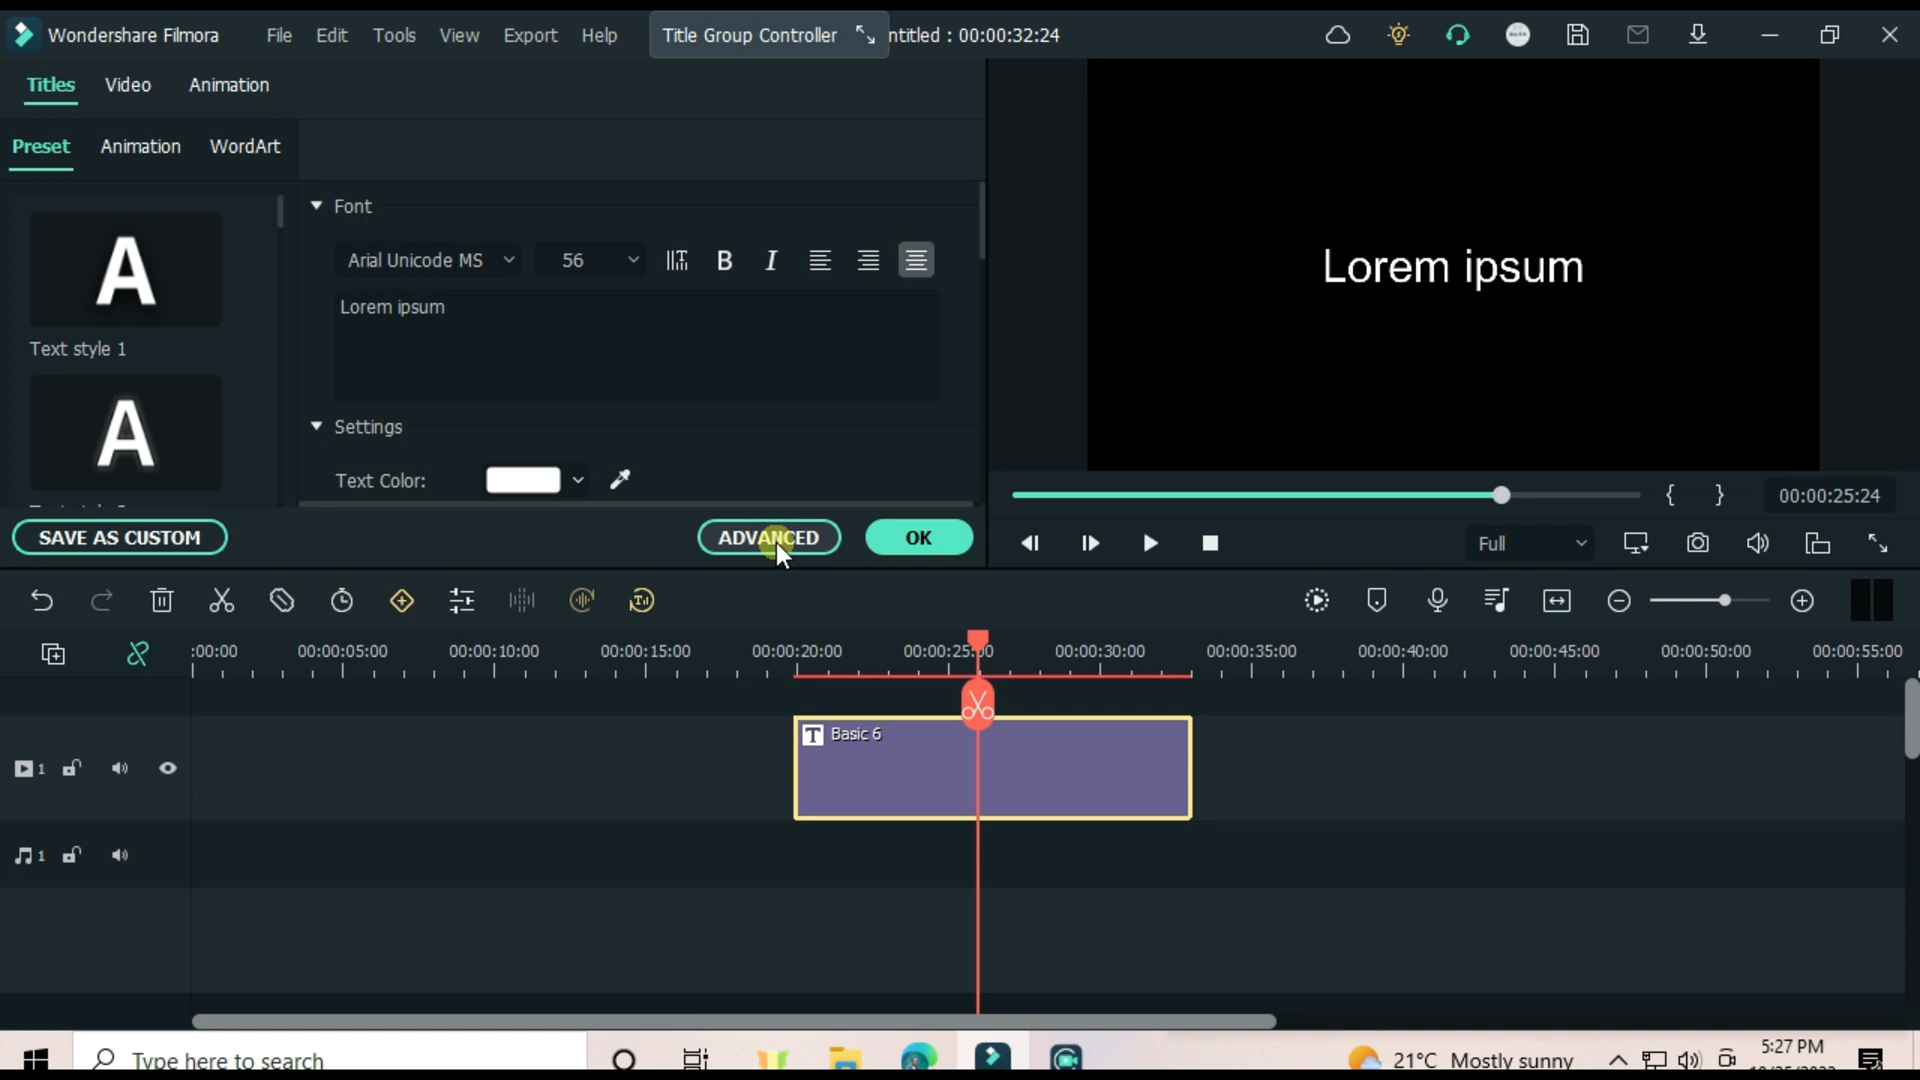 Wondershare Filmora File Edit Tools View Export Help Title Group Controller ntitled : 00:00:32:24
Titles Video Animation
Preset Animation WordArt
Font
Arial Unicode MS 56 B I
Lorem ipsum
A
Text style 1
A
Settings
Text Color:
Lorem ipsum
{ } 00:00:25:24
SAVE AS CUSTOM ADVANCED OK
Full
:00:00 00:00:05:00 00:00:10:00 00:00:15:00 00:00:20:00 00:00:25:00 00:00:30:00 00:00:35:00 00:00:40:00 00:00:45:00 00:00:50:00 00:00:55:00
T Basic 6
1
1
Type here to search 21°C Mostly sunny 5:27 PM